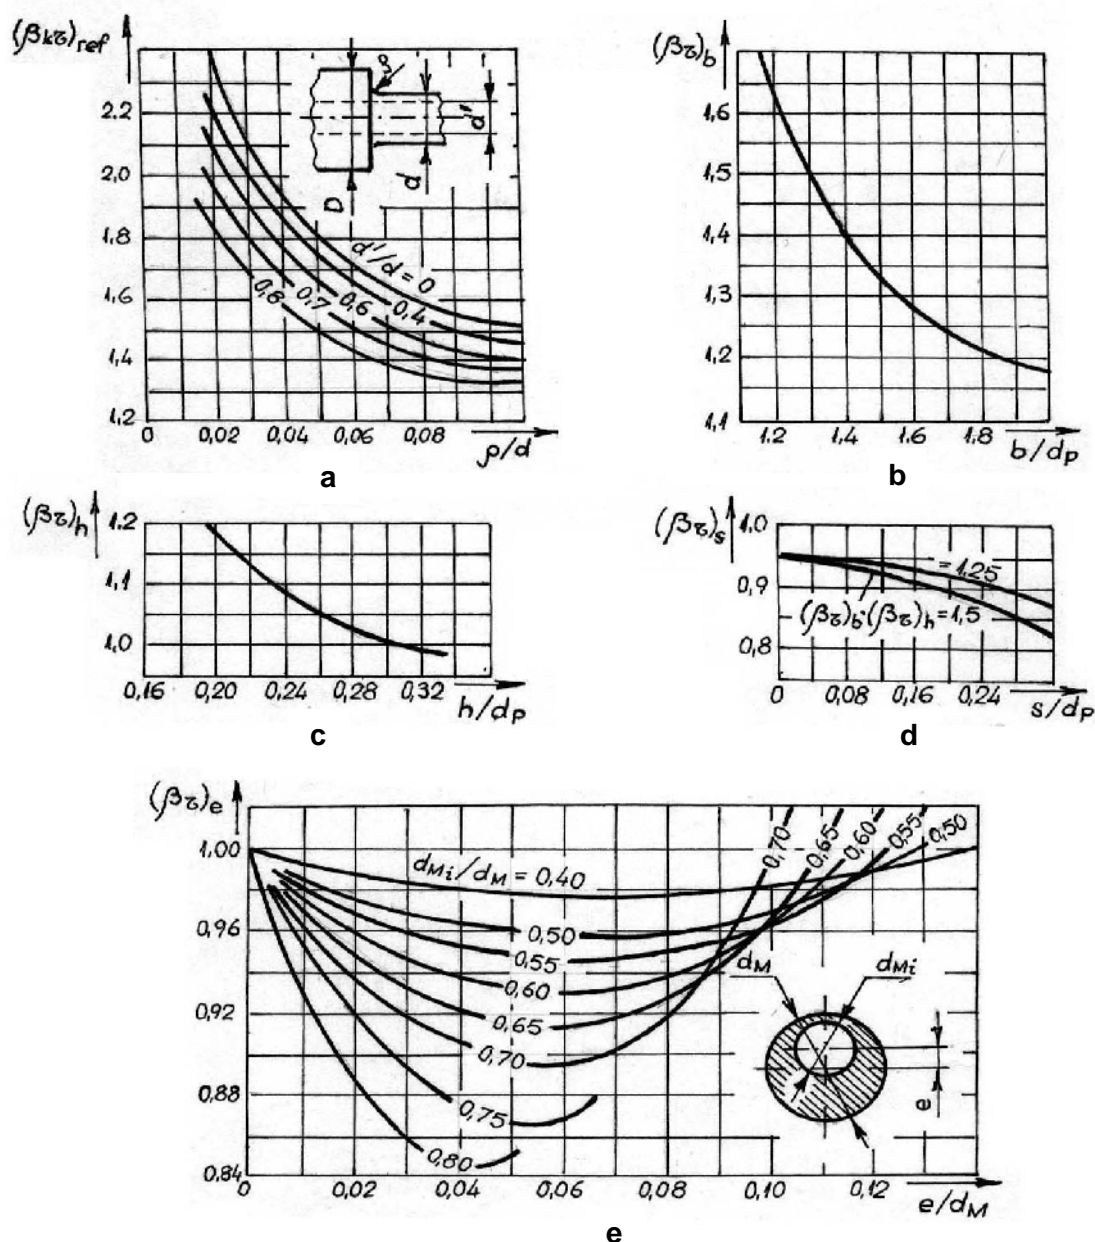 (βkτ)ref
2,2
2,0
1,8
1,6
1,4
1,2
0 0,02 0,04 0,06 0,08
ρ/d
ρ
D
d
d'
d'/d=0
0,4
0,6
0,7
0,8
a
(βτ)b
1,6
1,5
1,4
1,3
1,2
1,1
1.2 1.4 1.6 1.8
b/dp
b
(βτ)h
1.2
1,1
1,0
0,16 0,20 0,24 0,28 0,32
h/dp
c
(βτ)s
1,0
0,9
0,8
=1.25
(βτ)b·(βτ)h=1,5
0 0,08 0,16 0,24
s/dp
d
(βτ)e
1,00
0,96
0,92
0,88
0,84
dMi/dM = 0,40
0,50
0,55
0,60
0,65
0,70
0,75
0,80
0,70
0,65
0,60
0,55
0,50
dM
dMi
e
0 0,02 0,04 0,06 0,08 0,10 0,12
e/dM
e